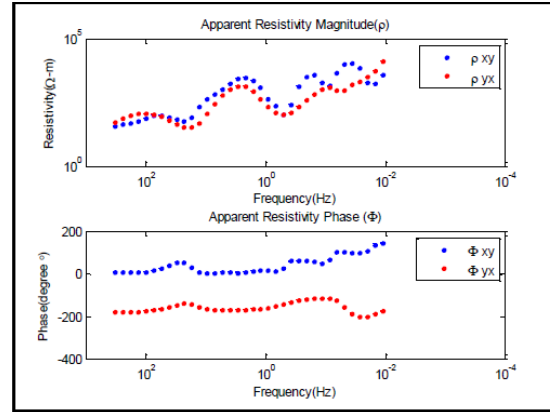 Apparent Resistivity Magnitude(ρ)
10^5
10^0
Resistivity(Ω-m)
ρ xy
ρ yx
10^2
10^0
10^-2
10^-4
Frequency(Hz)
Apparent Resistivity Phase (Φ)
200
0
-200
-400
Phase(degree °)
Φ xy
Φ yx
10^2
10^0
10^-2
10^-4
Frequency(Hz)